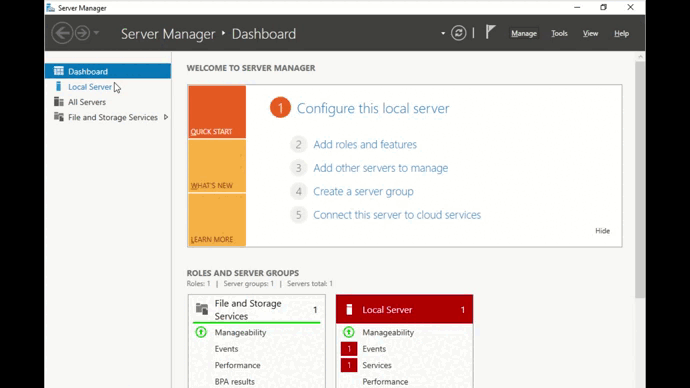 Server Manager
Server Manager ‣ Dashboard
Manage
Tools
View
Help
Dashboard
Local Server
All Servers
File and Storage Services
WELCOME TO SERVER MANAGER
QUICK START
WHAT'S NEW
LEARN MORE
1 Configure this local server
2 Add roles and features
3 Add other servers to manage
4 Create a server group
5 Connect this server to cloud services
Hide
ROLES AND SERVER GROUPS
Roles: 1 | Server groups: 1 | Servers total: 1
File and Storage
Services
1
Manageability
Events
Performance
BPA results
Local Server 1
Manageability
1 Events
1 Services
Performance